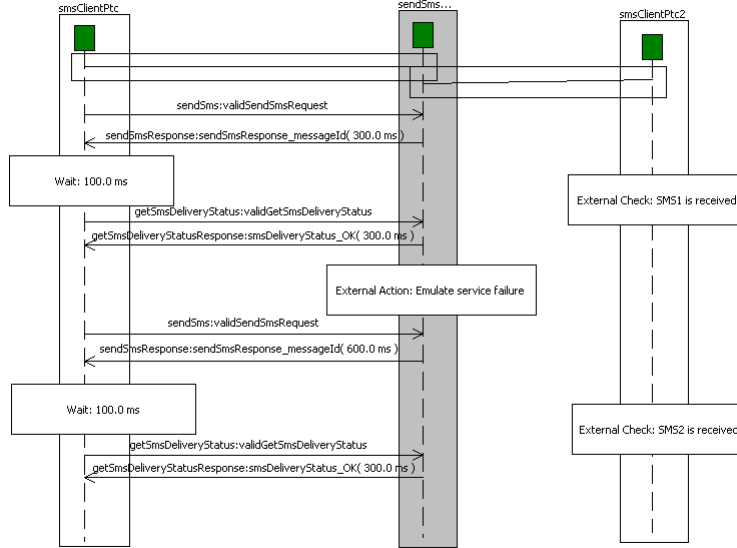 smsClientPtc
sendSms...
smsClientPtc2
sendSms:validSendSmsRequest
sendSmsResponse:sendSmsResponse_messageId( 300.0 ms )
Wait: 100.0 ms
External Check: SMS1 is received
getSmsDeliveryStatus:validGetSmsDeliveryStatus
getSmsDeliveryStatusResponse:smsDeliveryStatus_OK( 300.0 ms )
External Action: Emulate service failure
sendSms:validSendSmsRequest
sendSmsResponse:sendSmsResponse_messageId( 600.0 ms )
Wait: 100.0 ms
External Check: SMS2 is received
getSmsDeliveryStatus:validGetSmsDeliveryStatus
getSmsDeliveryStatusResponse:smsDeliveryStatus_OK( 300.0 ms )